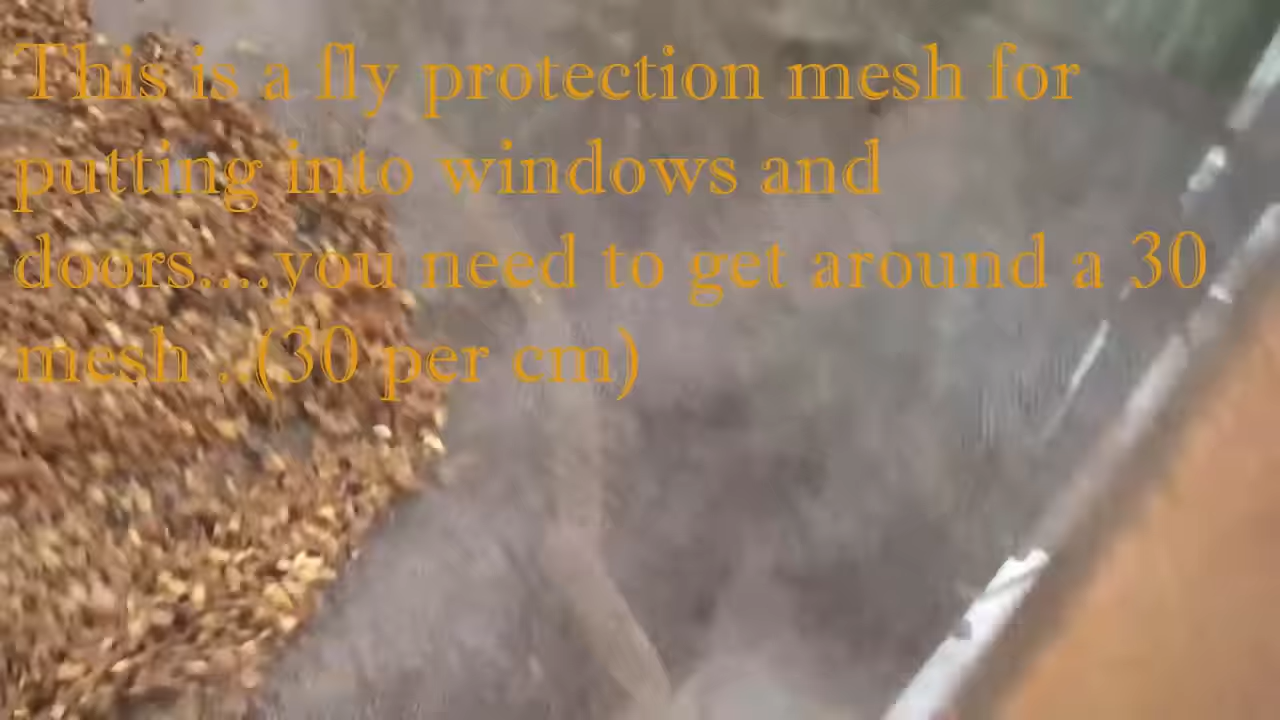 This is a fly protection mesh for
putting into windows and
doors....you need to get around a 30
mesh ..(30 per cm)